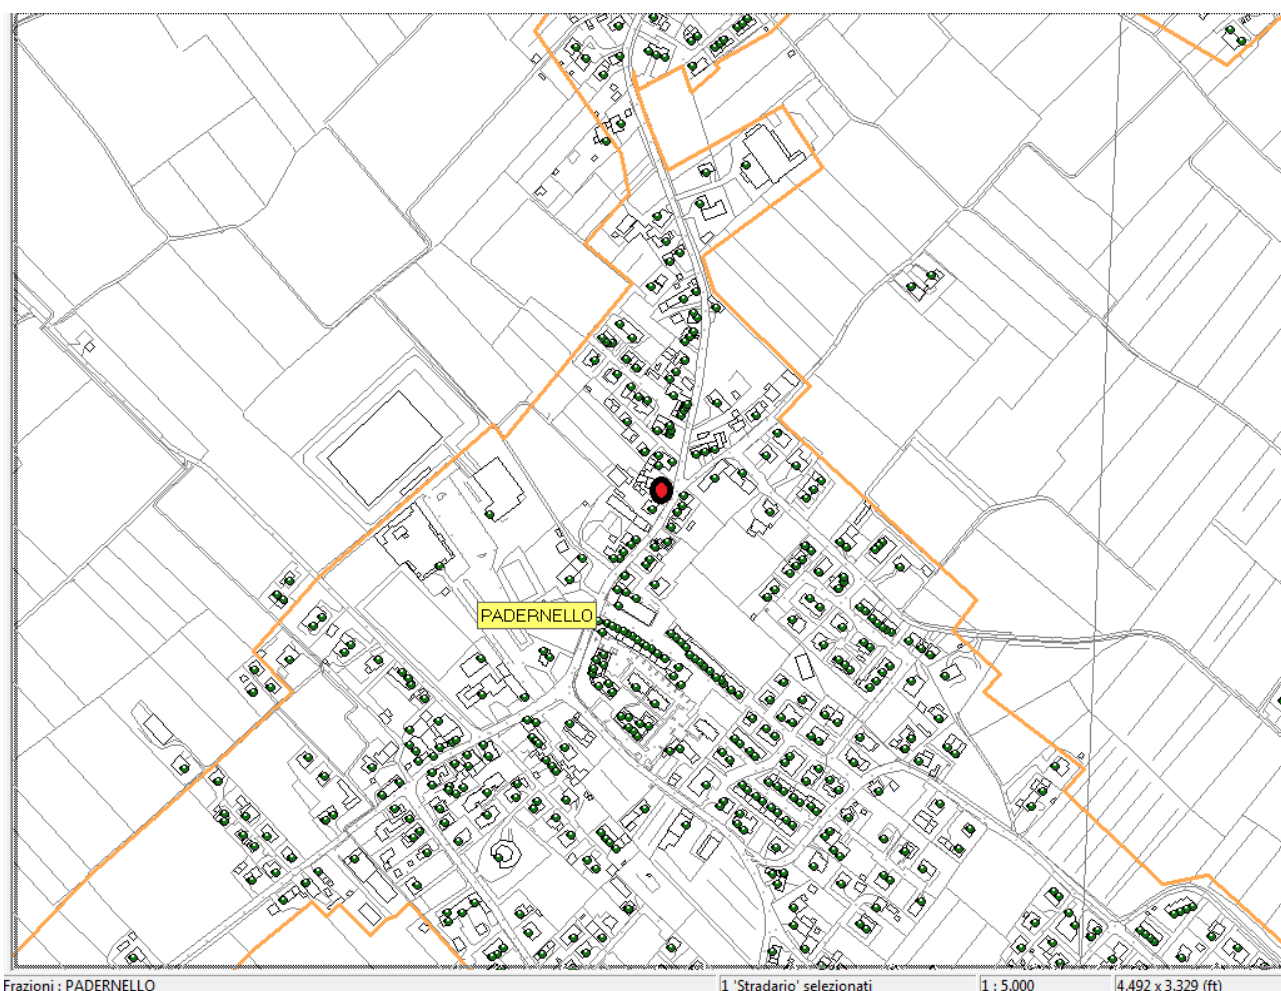 PADERNELLO
Frazioni : PADERNELLO
1 'Stradario' selezionati
1 : 5.000
4.492 x 3.329 (ft)